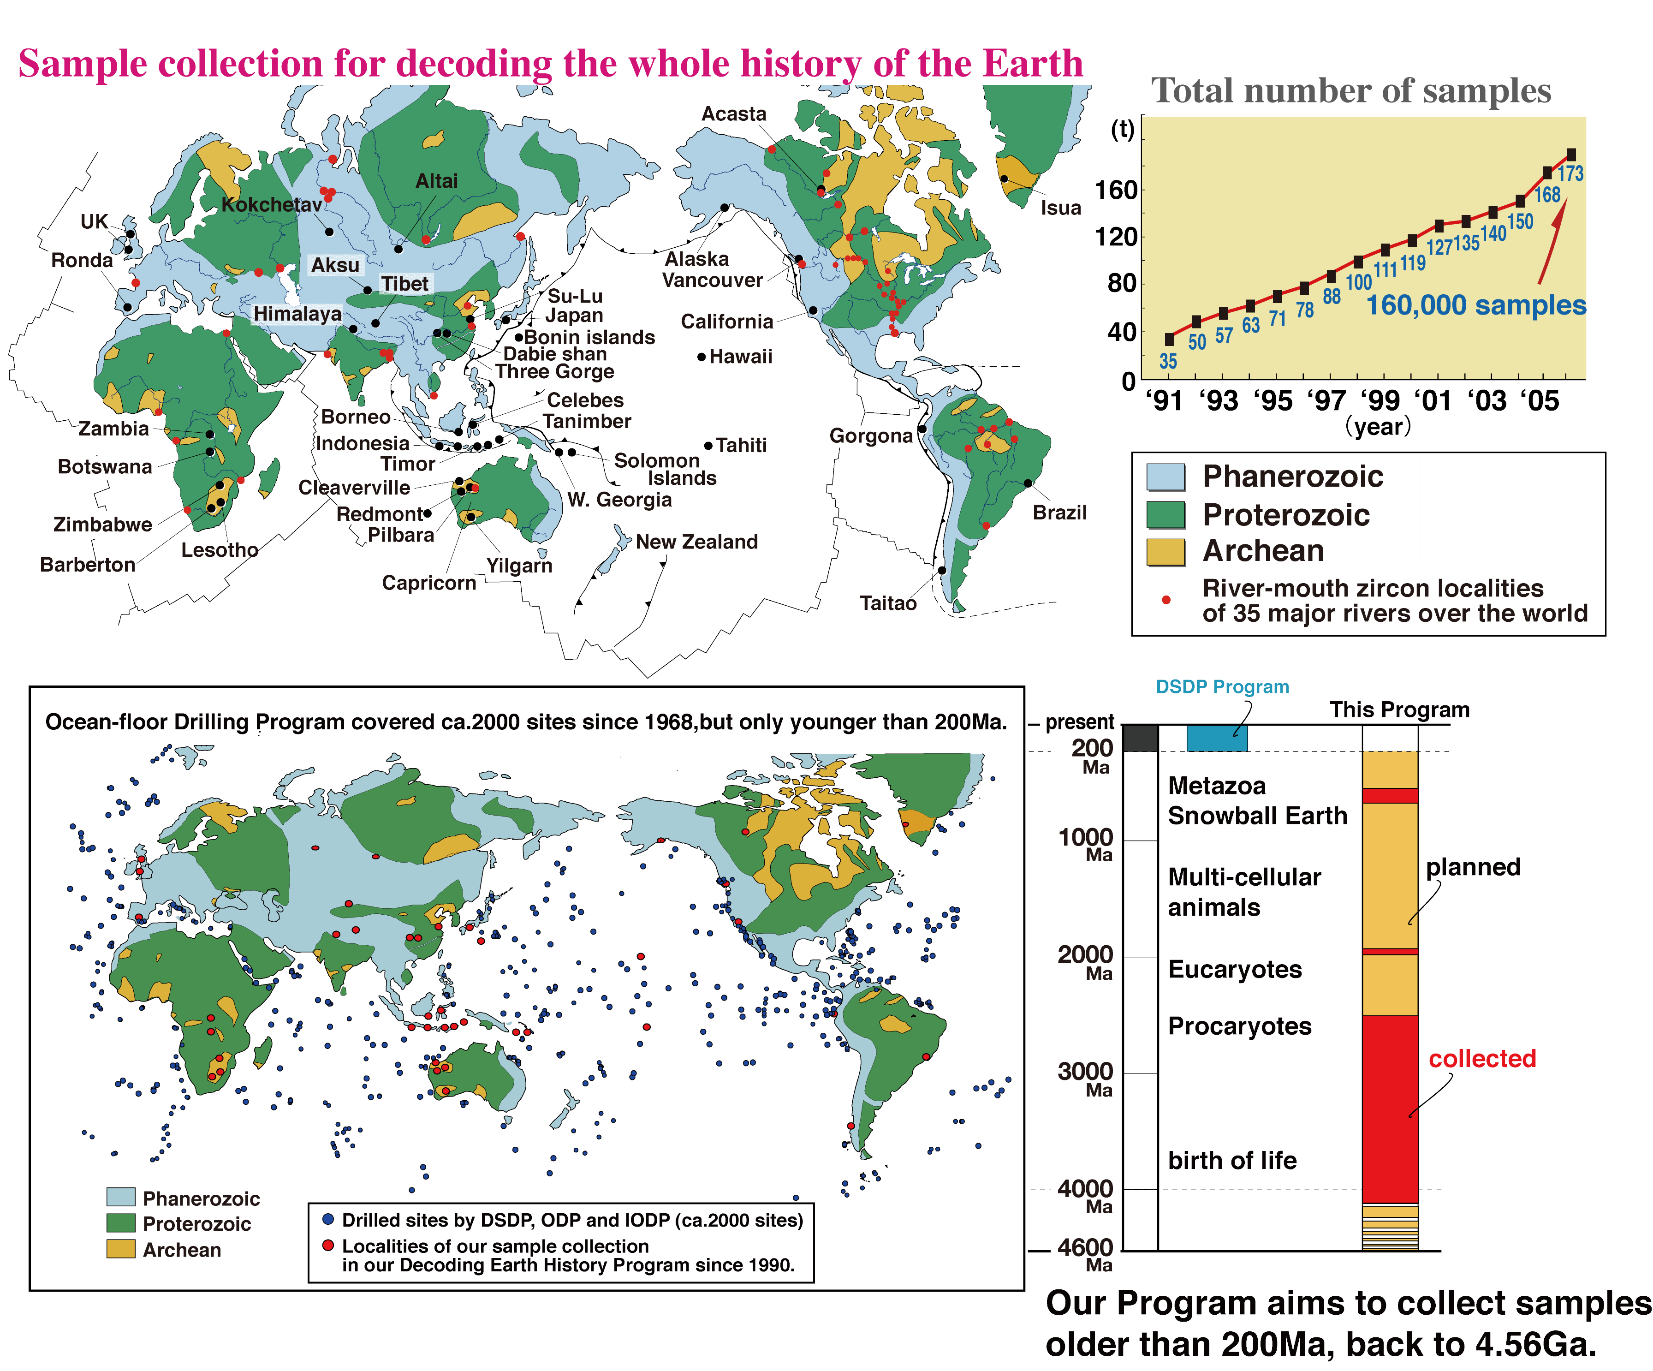 Sample collection for decoding the whole history of the Earth
Acasta
Altai
Kokchetav
UK
Ronda
Aksu
Tibet
Himalaya
Su-Lu
Japan
Bonin islands
Dabie shan
Three Gorge
Celebes
Tanimber
Borneo
Indonesia
Timor
Cleaverville
Redmont
Pilbara
Capricorn
Yilgarn
Solomon
Islands
W. Georgia
New Zealand
Zambia
Botswana
Zimbabwe
Barberton
Lesotho
Alaska
Vancouver
California
Hawaii
Tahiti
Gorgona
Taitao
Brazil
Isua
Total number of samples
(t)
160
120
80
40
0
35
50
57
63
71
78
88
100
111
119
127
135
140
150
168
173
160,000 samples
‘91 ‘93 ‘95 ‘97 ‘99 ‘01 ‘03 ‘05
(year)
Phanerozoic
Proterozoic
Archean
River-mouth zircon localities
of 35 major rivers over the world
Ocean-floor Drilling Program covered ca.2000 sites since 1968,but only younger than 200Ma.
Phanerozoic
Proterozoic
Archean
Drilled sites by DSDP, ODP and IODP (ca.2000 sites)
Localities of our sample collection
in our Decoding Earth History Program since 1990.
DSDP Program
This Program
present
200
Ma
1000
Ma
2000
Ma
3000
Ma
4000
Ma
4600
Ma
Metazoa
Snowball Earth
Multi-cellular
animals
Eucaryotes
Procaryotes
birth of life
planned
collected
Our Program aims to collect samples
older than 200Ma, back to 4.56Ga.